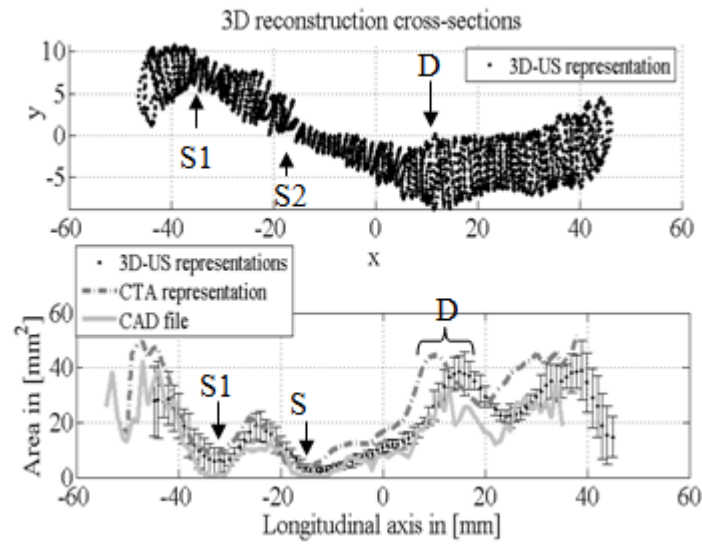 3D reconstruction cross-sections
10
5
0
-5
y
D
3D-US representation
S1
S2
-60 -40 -20 0 20 40 60
x
3D-US representations
CTA representation
CAD file
60
40
20
0
Area in [mm²]
D
S1
S
-60 -40 -20 0 20 40 60
Longitudinal axis in [mm]